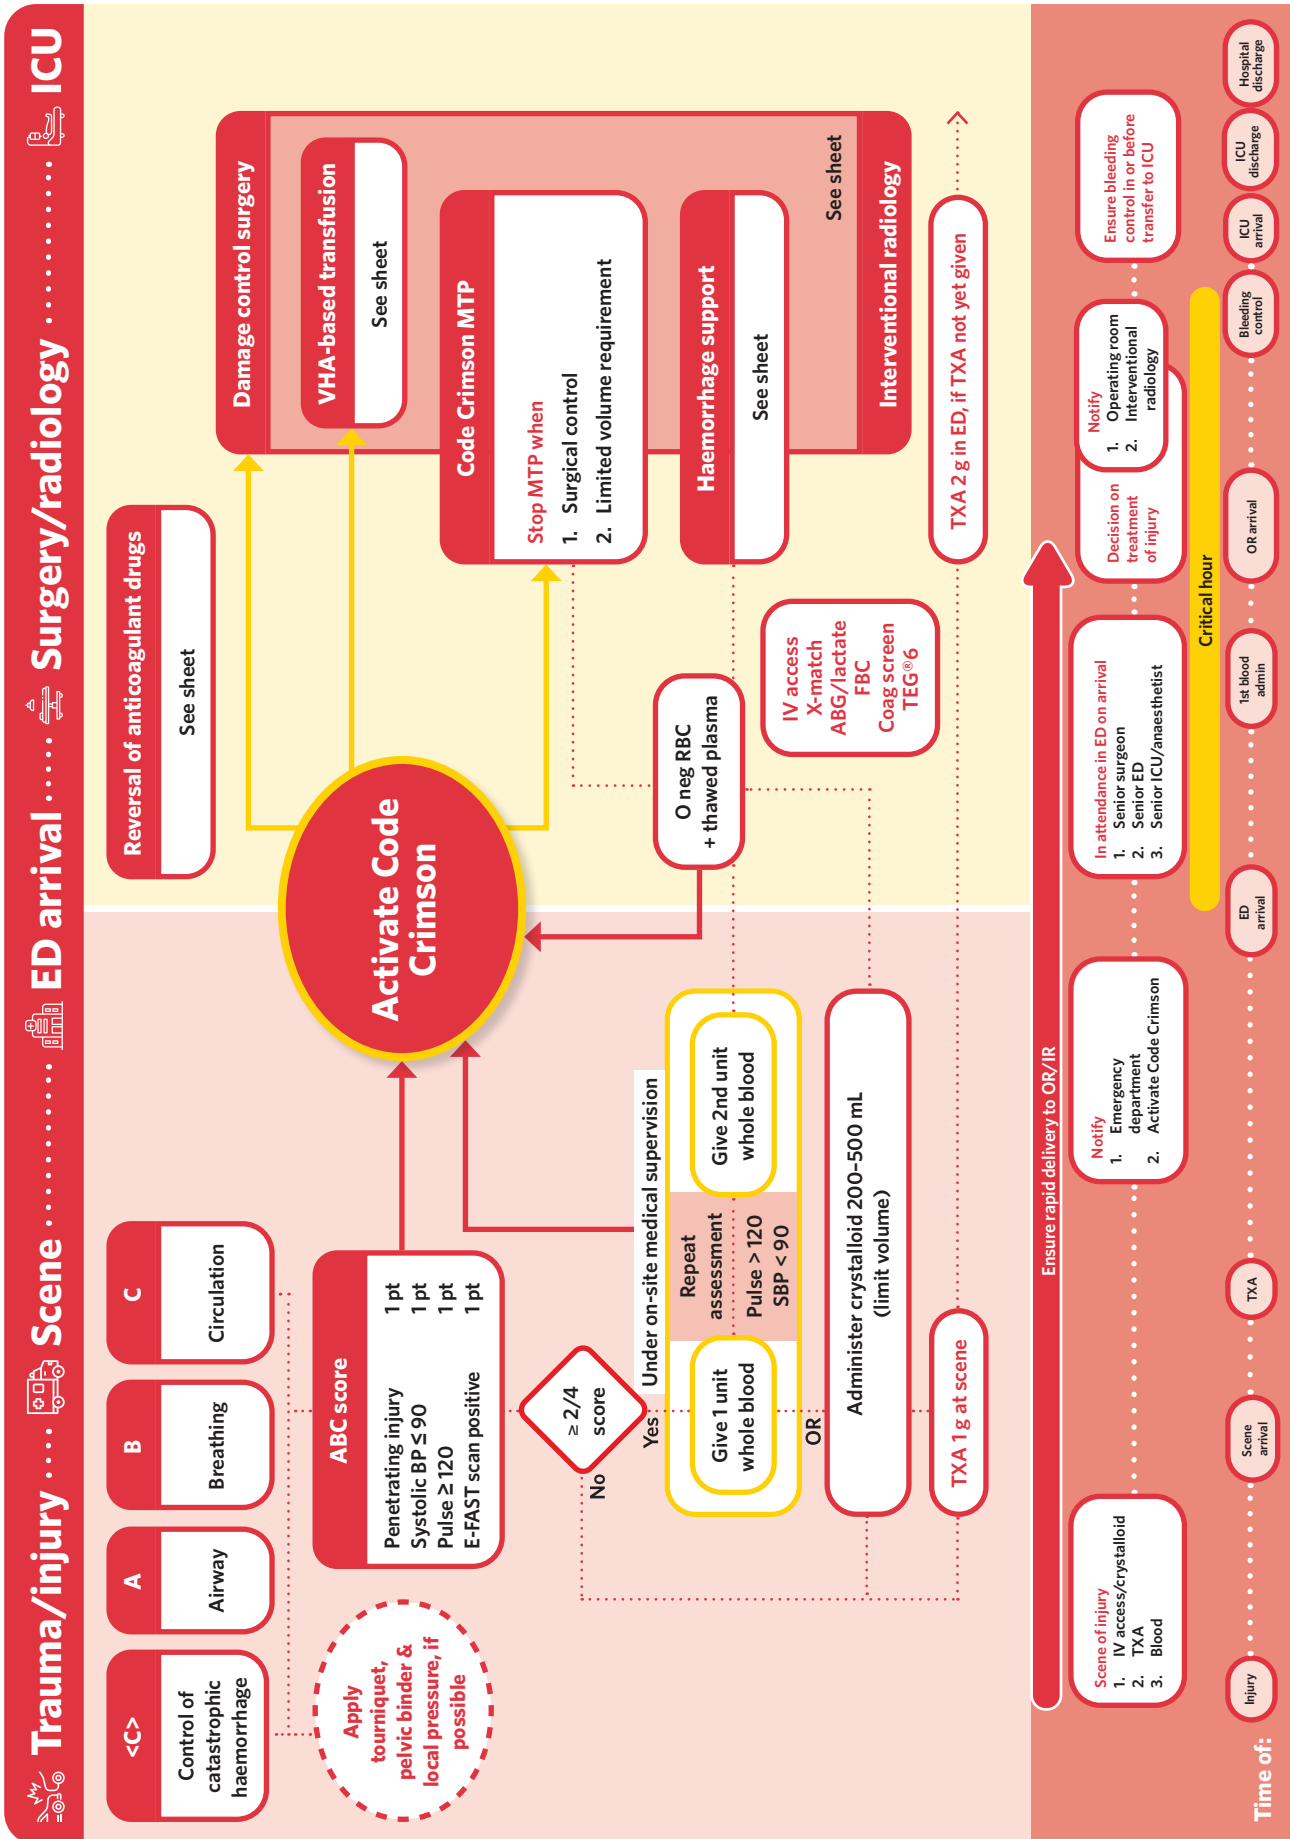 Trauma/injury
Scene
ED arrival
Surgery/radiology
ICU
<C>
Control of
catastrophic
haemorrhage
A
Airway
B
Breathing
C
Circulation
Apply
tourniquet,
pelvic binder &
local pressure, if
possible
ABC score
Penetrating injury 1 pt
Systolic BP ≤ 90 1 pt
Pulse ≥ 120 1 pt
E-FAST scan positive 1 pt
≥ 2/4
score
No
Yes
Under on-site medical supervision
Give 1 unit
whole blood
Repeat
assessment
Pulse > 120
SBP < 90
Give 2nd unit
whole blood
OR
Administer crystalloid 200–500 mL
(limit volume)
TXA 1 g at scene
Activate Code
Crimson
Reversal of anticoagulant drugs
See sheet
Damage control surgery
VHA-based transfusion
See sheet
Code Crimson MTP
Stop MTP when
1. Surgical control
2. Limited volume requirement
Haemorrhage support
See sheet
See sheet
Interventional radiology
O neg RBC
+ thawed plasma
IV access
X-match
ABG/lactate
FBC
Coag screen
TEG®6
TXA 2 g in ED, if TXA not yet given
Ensure rapid delivery to OR/IR
Scene of injury
1. IV access/crystalloid
2. TXA
3. Blood
Notify
1. Emergency
department
2. Activate Code Crimson
In attendance in ED on arrival
1. Senior surgeon
2. Senior ED
3. Senior ICU/anaesthetist
Decision on
treatment
of injury
Notify
1. Operating room
2. Interventional
radiology
Ensure bleeding
control in or before
transfer to ICU
Critical hour
Time of:
Injury
Scene
arrival
TXA
ED
arrival
1st blood
admin
OR arrival
Bleeding
control
ICU
arrival
ICU
discharge
Hospital
discharge